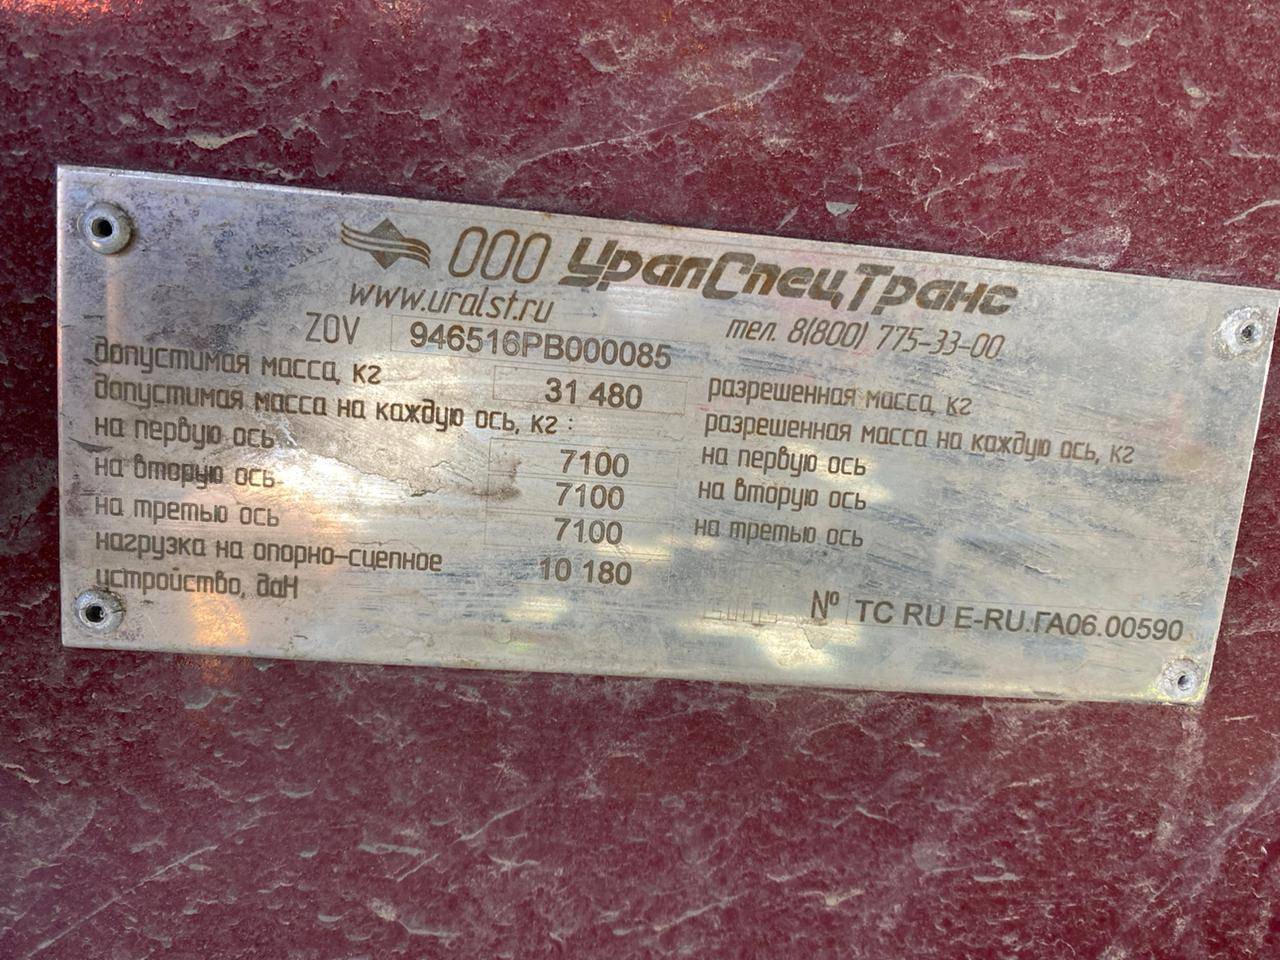 ООО УралСпецТранс
www.uralst.ru тел. 8(800) 775-33-00
Z0V 946516PB000085
допустимая масса, кг 31 480 разрешенная масса, кг
допустимая масса на каждую ось, кг : разрешенная масса на каждую ось, кг
на первую ось 7100 на первую ось
на вторую ось 7100 на вторую ось
на третью ось 7100 на третью ось
нагрузка на опорно-сцепное 10 180
устройство, даН
№ ТС RU E-RU.ГА06.00590